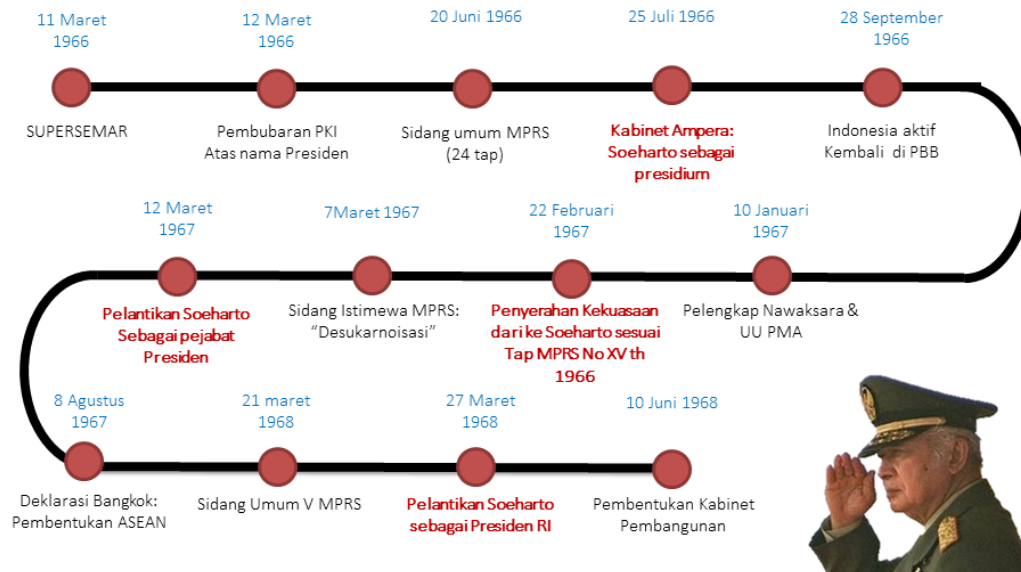 11 Maret
1966
12 Maret
1966
20 Juni 1966
25 Juli 1966
28 September
1966
SUPERSEMAR
Pembubaran PKI
Atas nama Presiden
Sidang umum MPRS
(24 tap)
Kabinet Ampera:
Soeharto sebagai
presidium
Indonesia aktif
Kembali di PBB
12 Maret
1967
7Maret 1967
22 Februari
1967
10 Januari
1967
Pelantikan Soeharto
Sebagai pejabat
Presiden
Sidang Istimewa MPRS:
“Desukarnoisasi”
Penyerahan Kekuasaan
dari ke Soeharto sesuai
Tap MPRS No XV th
1966
Pelengkap Nawaksara &
UU PMA
8 Agustus
1967
21 maret
1968
27 Maret
1968
10 Juni 1968
Deklarasi Bangkok:
Pembentukan ASEAN
Sidang Umum V MPRS
Pelantikan Soeharto
sebagai Presiden RI
Pembentukan Kabinet
Pembangunan